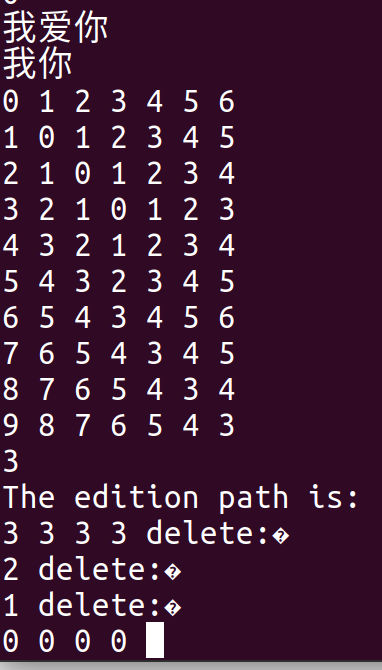 我爱你
我你
0 1 2 3 4 5 6
1 0 1 2 3 4 5
2 1 0 1 2 3 4
3 2 1 0 1 2 3
4 3 2 1 2 3 4
5 4 3 2 3 4 5
6 5 4 3 4 5 6
7 6 5 4 3 4 5
8 7 6 5 4 3 4
9 8 7 6 5 4 3
3
The edition path is:
3 3 3 3 delete:�
2 delete:�
1 delete:�
0 0 0 0